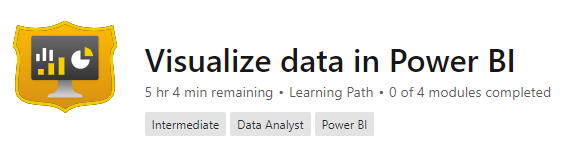 Visualize data in Power BI
5 hr 4 min remaining • Learning Path • 0 of 4 modules completed
Intermediate Data Analyst Power BI